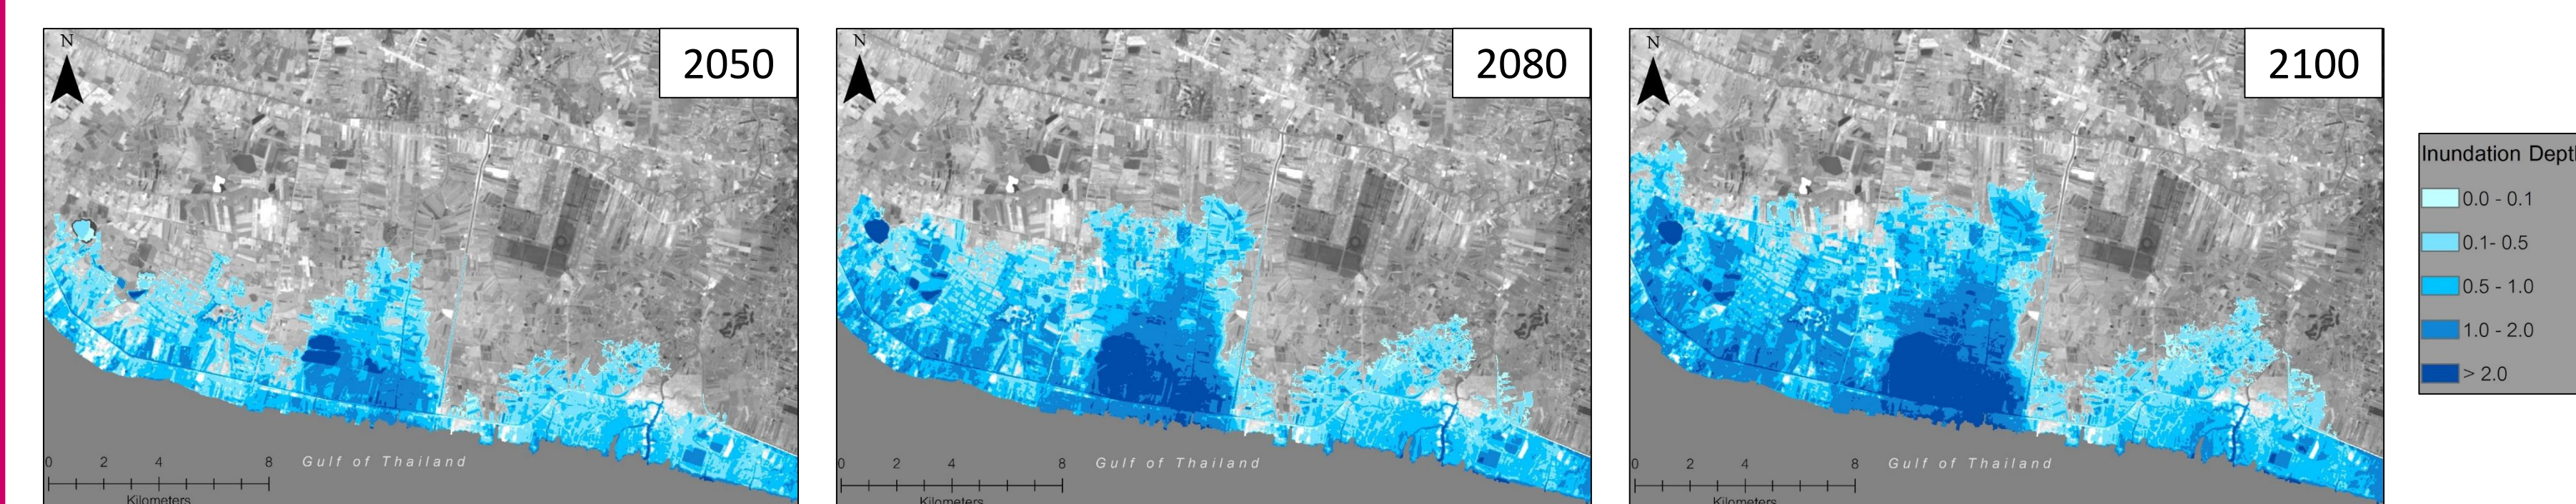 N
2050
0 2 4 8
Kilometers
Gulf of Thailand
N
2080
0 2 4 8
Kilometers
Gulf of Thailand
N
2100
0 2 4 8
Kilometers
Gulf of Thailand
Inundation Dept
0.0 - 0.1
0.1- 0.5
0.5 - 1.0
1.0 - 2.0
> 2.0